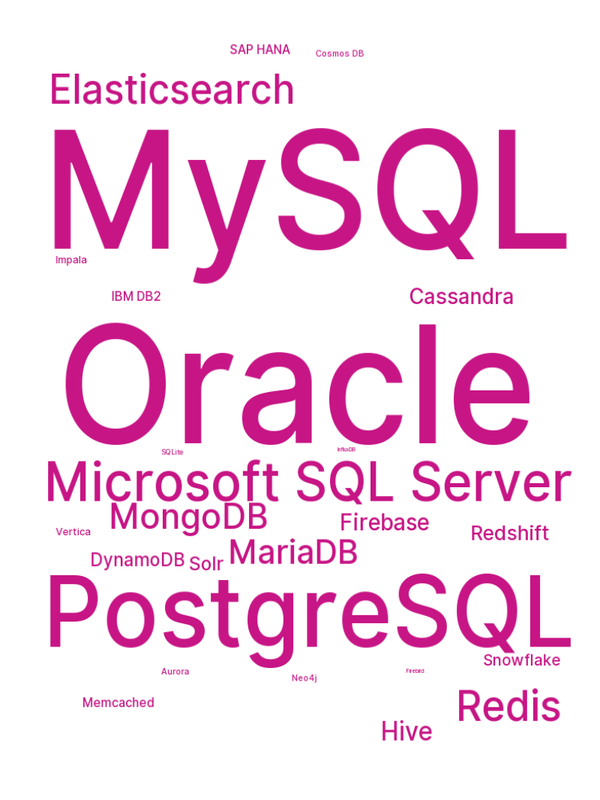 SAP HANA
Cosmos DB
Elasticsearch
MySQL
Impala
IBM DB2
Cassandra
Oracle
SQLite
InfluxDB
Microsoft SQL Server
MongoDB
Firebase
Vertica
Redshift
DynamoDB
Solr
MariaDB
PostgreSQL
Snowflake
Aurora
Neo4j
Firebird
Memcached
Redis
Hive